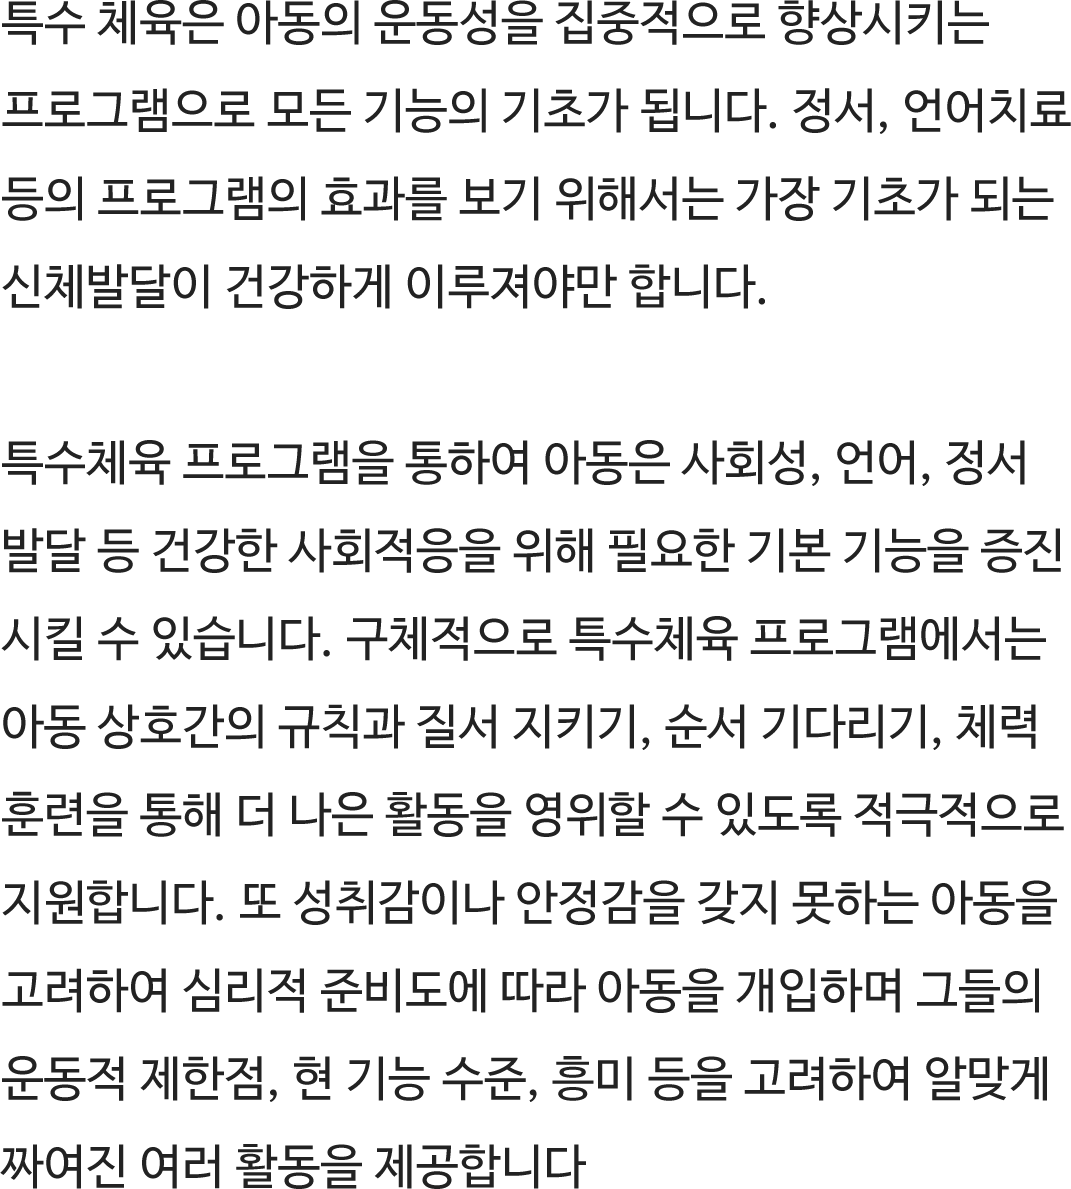 특수 체육은 아동의 운동성을 집중적으로 향상시키는
프로그램으로 모든 기능의 기초가 됩니다. 정서, 언어치료
등의 프로그램의 효과를 보기 위해서는 가장 기초가 되는
신체발달이 건강하게 이루져야만 합니다.
특수체육 프로그램을 통하여 아동은 사회성, 언어, 정서
발달 등 건강한 사회적응을 위해 필요한 기본 기능을 증진
시킬 수 있습니다. 구체적으로 특수체육 프로그램에서는
아동 상호간의 규칙과 질서 지키기, 순서 기다리기, 체력
훈련을 통해 더 나은 활동을 영위할 수 있도록 적극적으로
지원합니다. 또 성취감이나 안정감을 갖지 못하는 아동을
고려하여 심리적 준비도에 따라 아동을 개입하며 그들의
운동적 제한점, 현 기능 수준, 흥미 등을 고려하여 알맞게
짜여진 여러 활동을 제공합니다